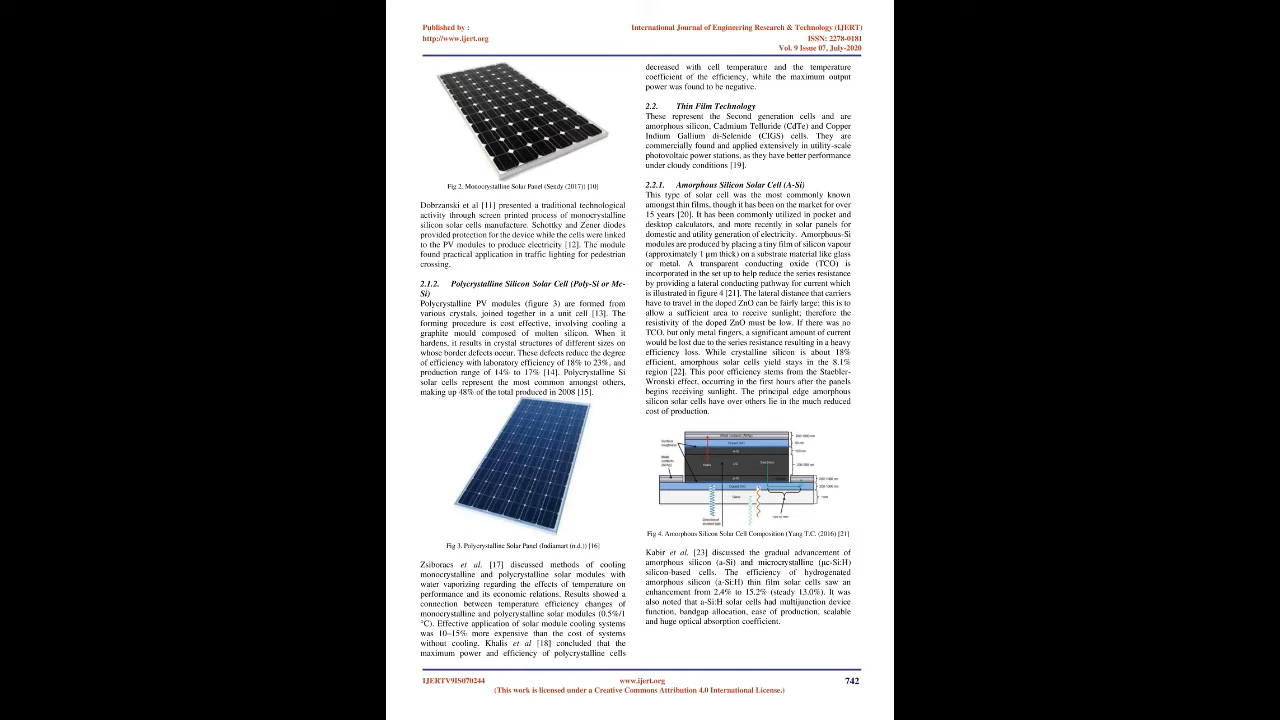 Published by :
http://www.ijert.org
International Journal of Engineering Research & Technology (IJERT)
ISSN: 2278-0181
Vol. 9 Issue 07, July-2020
Fig 2. Monocrystalline Solar Panel (Sendy (2017)) [10]
Dobrzanski et al [11] presented a traditional technological
activity through screen printed process of monocrystalline
silicon solar cells manufacture. Schottky and Zener diodes
provided protection for the device while the cells were linked
to the PV modules to produce electricity [12]. The module
found practical application in traffic lighting for pedestrian
crossing.
2.1.2. Polycrystalline Silicon Solar Cell (Poly-Si or Mc-
Si)
Polycrystalline PV modules (figure 3) are formed from
various crystals, joined together in a unit cell [13]. The
forming procedure is cost effective, involving cooling a
graphite mould composed of molten silicon. When it
hardens, it results in crystal structures of different sizes on
whose border defects occur. These defects reduce the degree
of efficiency with laboratory efficiency of 18% to 23%, and
production range of 14% to 17% [14]. Polycrystalline Si
solar cells represent the most common amongst others,
making up 48% of the total produced in 2008 [15].
Fig 3. Polycrystalline Solar Panel (Indiamart (n.d.)) [16]
Zsiboracs et al. [17] discussed methods of cooling
monocrystalline and polycrystalline solar modules with
water vaporizing regarding the effects of temperature on
performance and its economic relations. Results showed a
connection between temperature efficiency changes of
monocrystalline and polycrystalline solar modules (0.5%/1
°C). Effective application of solar module cooling systems
was 10–15% more expensive than the cost of systems
without cooling. Khalis et al [18] concluded that the
maximum power and efficiency of polycrystalline cells
decreased with cell temperature and the temperature
coefficient of the efficiency, while the maximum output
power was found to be negative.
2.2. Thin Film Technology
These represent the Second generation cells and are
amorphous silicon, Cadmium Telluride (CdTe) and Copper
Indium Gallium di-Selenide (CIGS) cells. They are
commercially found and applied extensively in utility-scale
photovoltaic power stations, as they have better performance
under cloudy conditions [19].
2.2.1. Amorphous Silicon Solar Cell (A-Si)
This type of solar cell was the most commonly known
amongst thin films, though it has been on the market for over
15 years [20]. It has been commonly utilized in pocket and
desktop calculators, and more recently in solar panels for
domestic and utility generation of electricity. Amorphous-Si
modules are produced by placing a tiny film of silicon vapour
(approximately 1 µm thick) on a substrate material like glass
or metal. A transparent conducting oxide (TCO) is
incorporated in the set up to help reduce the series resistance
by providing a lateral conducting pathway for current which
is illustrated in figure 4 [21]. The lateral distance that carriers
have to travel in the doped ZnO can be fairly large; this is to
allow a sufficient area to receive sunlight; therefore the
resistivity of the doped ZnO must be low. If there was no
TCO, but only metal fingers, a significant amount of current
would be lost due to the series resistance resulting in a heavy
efficiency loss. While crystalline silicon is about 18%
efficient, amorphous solar cells yield stays in the 8.1%
region [22]. This poor efficiency stems from the Staebler-
Wronski effect, occurring in the first hours after the panels
begins receiving sunlight. The principal edge amorphous
silicon solar cells have over others lie in the much reduced
cost of production.
Glass
Fig 4. Amorphous Silicon Solar Cell Composition (Yang T.C. (2016) [21]
Kabir et al. [23] discussed the gradual advancement of
amorphous silicon (a-Si) and microcrystalline (µc-Si:H)
silicon-based cells. The efficiency of hydrogenated
amorphous silicon (a-Si:H) thin film solar cells saw an
enhancement from 2.4% to 15.2% (steady 13.0%). It was
also noted that a-Si:H solar cells had multijunction device
function, bandgap allocation, ease of production, scalable
and huge optical absorption coefficient.
IJERTV9IS070244
www.ijert.org
742
(This work is licensed under a Creative Commons Attribution 4.0 International License.)